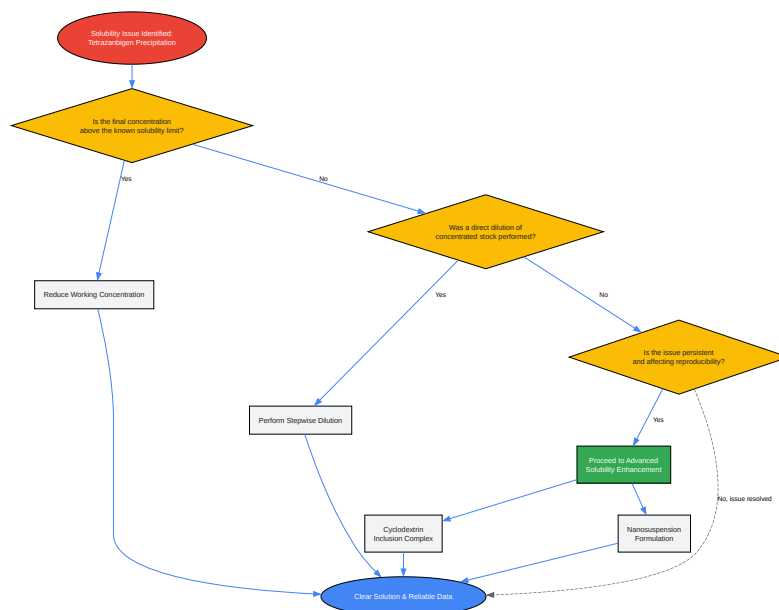 Solubility Issue Identified:
Tetrazanbigen Precipitation
Is the final concentration
above the known solubility limit?
Yes
No
Was a direct dilution of
concentrated stock performed?
Reduce Working Concentration
Yes
No
Is the issue persistent
and affecting reproducibility?
Perform Stepwise Dilution
Yes
Proceed to Advanced
Solubility Enhancement
No, issue resolved
Cyclodextrin
Inclusion Complex
Nanosuspension
Formulation
Clear Solution & Reliable Data